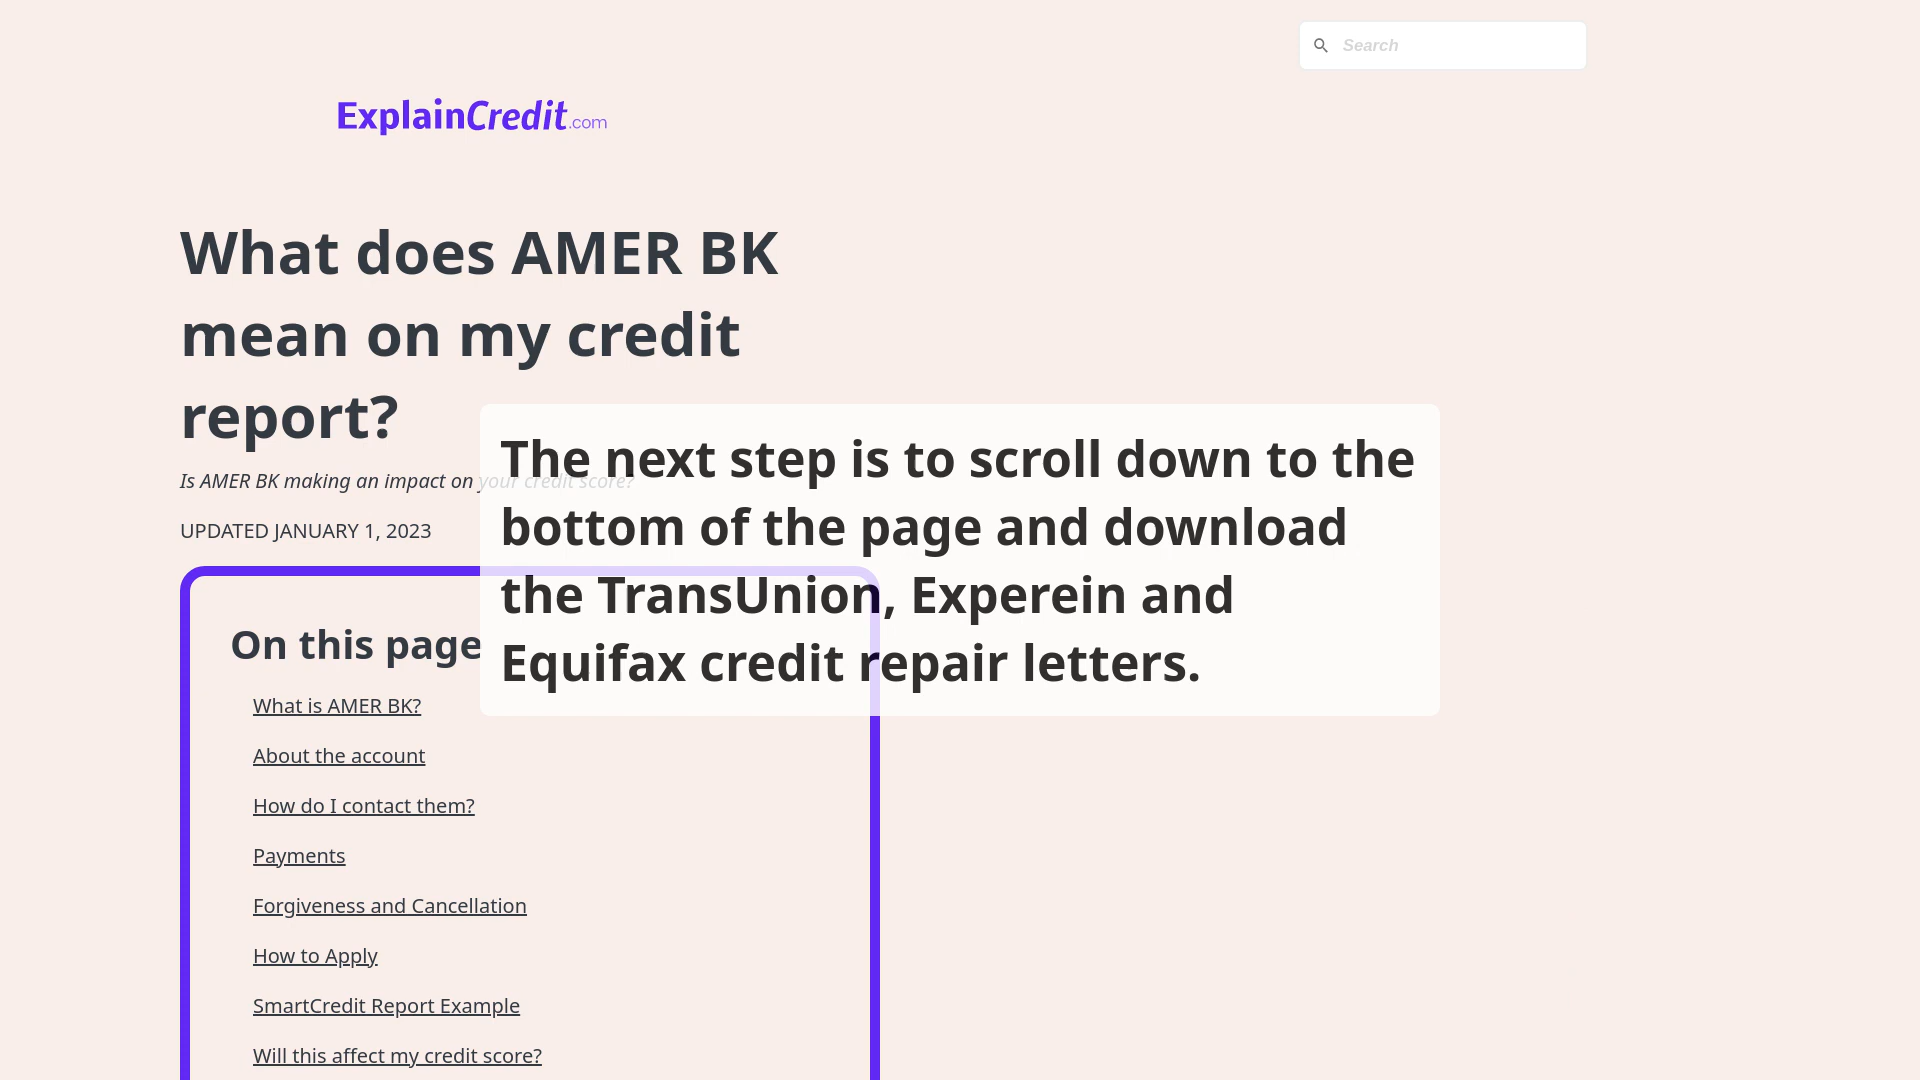 Search
ExplainCredit.com
What does AMER BK
mean on my credit
report?
Is AMER BK making an impact on your credit score?
UPDATED JANUARY 1, 2023
The next step is to scroll down to the
bottom of the page and download
the TransUnion, Experein and
Equifax credit repair letters.
On this page
What is AMER BK?
About the account
How do I contact them?
Payments
Forgiveness and Cancellation
How to Apply
SmartCredit Report Example
Will this affect my credit score?